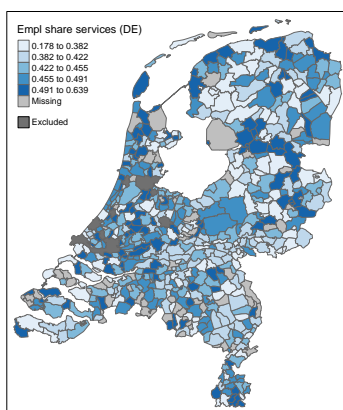 Empl share services (DE)
0.178 to 0.382
0.382 to 0.422
0.422 to 0.455
0.455 to 0.491
0.491 to 0.639
Missing
Excluded